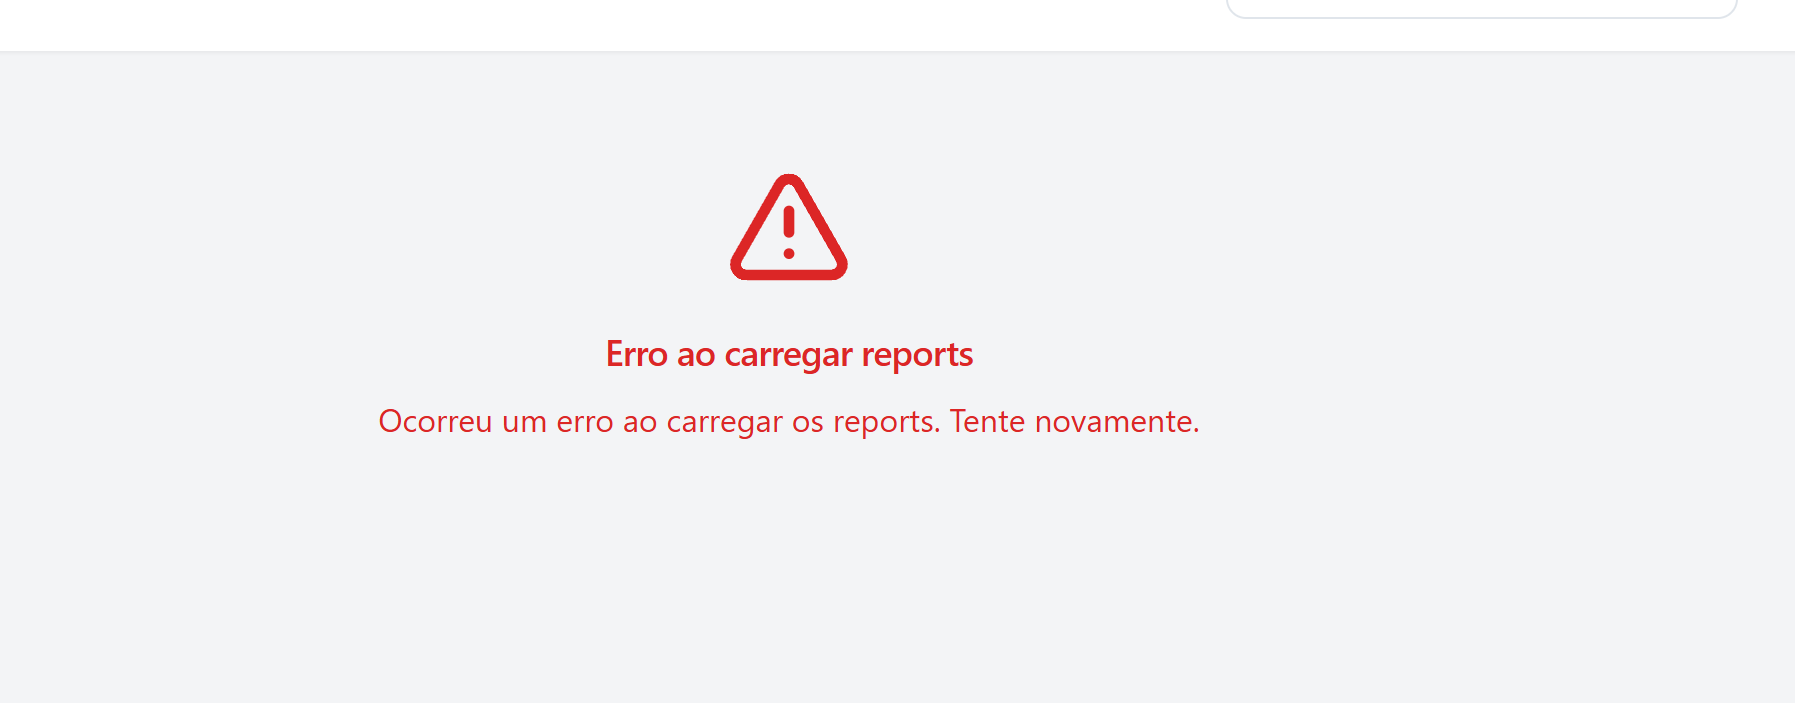 Erro ao carregar reports
Ocorreu um erro ao carregar os reports. Tente novamente.